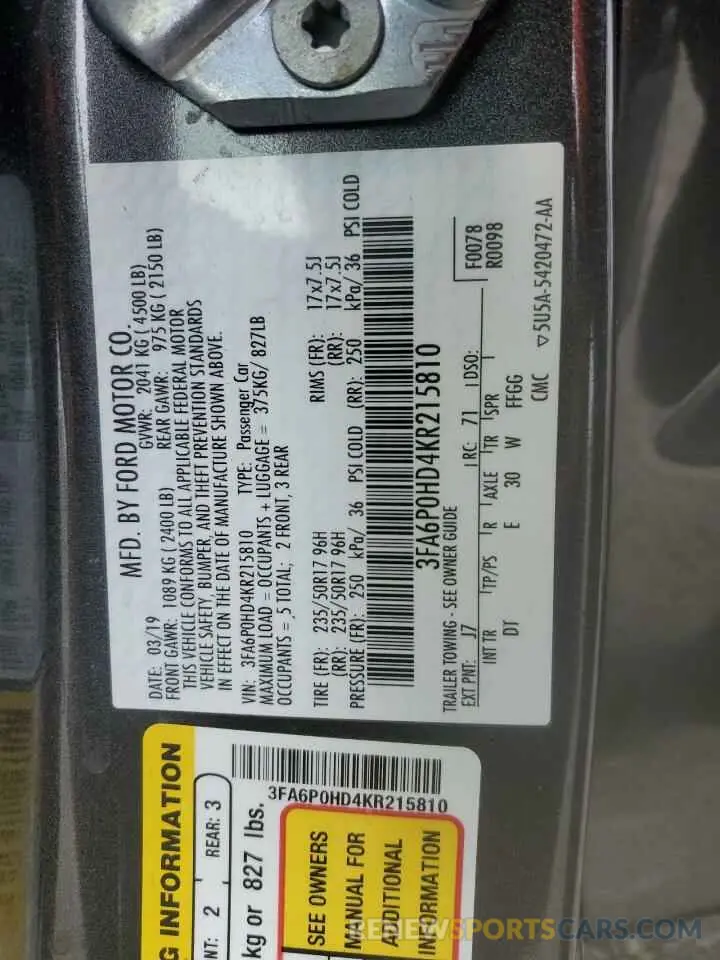 MFD. BY FORD MOTOR CO.
DATE: 03/19 GVWR: 2041 KG ( 4500 LB)
FRONT GAWR: 1089 KG ( 2400 LB) REAR GAWR: 975 KG ( 2150 LB)
THIS VEHICLE CONFORMS TO ALL APPLICABLE FEDERAL MOTOR
VEHICLE SAFETY, BUMPER, AND THEFT PREVENTION STANDARDS
IN EFFECT ON THE DATE OF MANUFACTURE SHOWN ABOVE.
VIN: 3FA6P0HD4KR215810 TYPE: Passenger Car
MAXIMUM LOAD = OCCUPANTS + LUGGAGE = 375KG/ 827LB
OCCUPANTS = 5 TOTAL; 2 FRONT, 3 REAR
TIRE (FR): 235/50R17 96H RIMS (FR): 17x7.5J
(RR): 235/50R17 96H (RR): 17x7.5J
PRESSURE (FR): 250 kPa/ 36 PSI COLD (RR): 250 kPa/ 36 PSI COLD
3FA6P0HD4KR215810
TRAILER TOWING - SEE OWNER GUIDE
F0078
R0098
EXT PNT: J7 RC: 71 DSO:
INT TR TP/PS R AXLE TR SPR
DT E 30 W FFGG
CMC ▽5U5A-5420472-AA
G INFORMATION
NT: 2 REAR: 3
kg or 827 lbs.
3FA6P0HD4KR215810
SEE OWNERS
MANUAL FOR
ADDITIONAL
INFORMATION
RENEWSPORTSCARS.COM